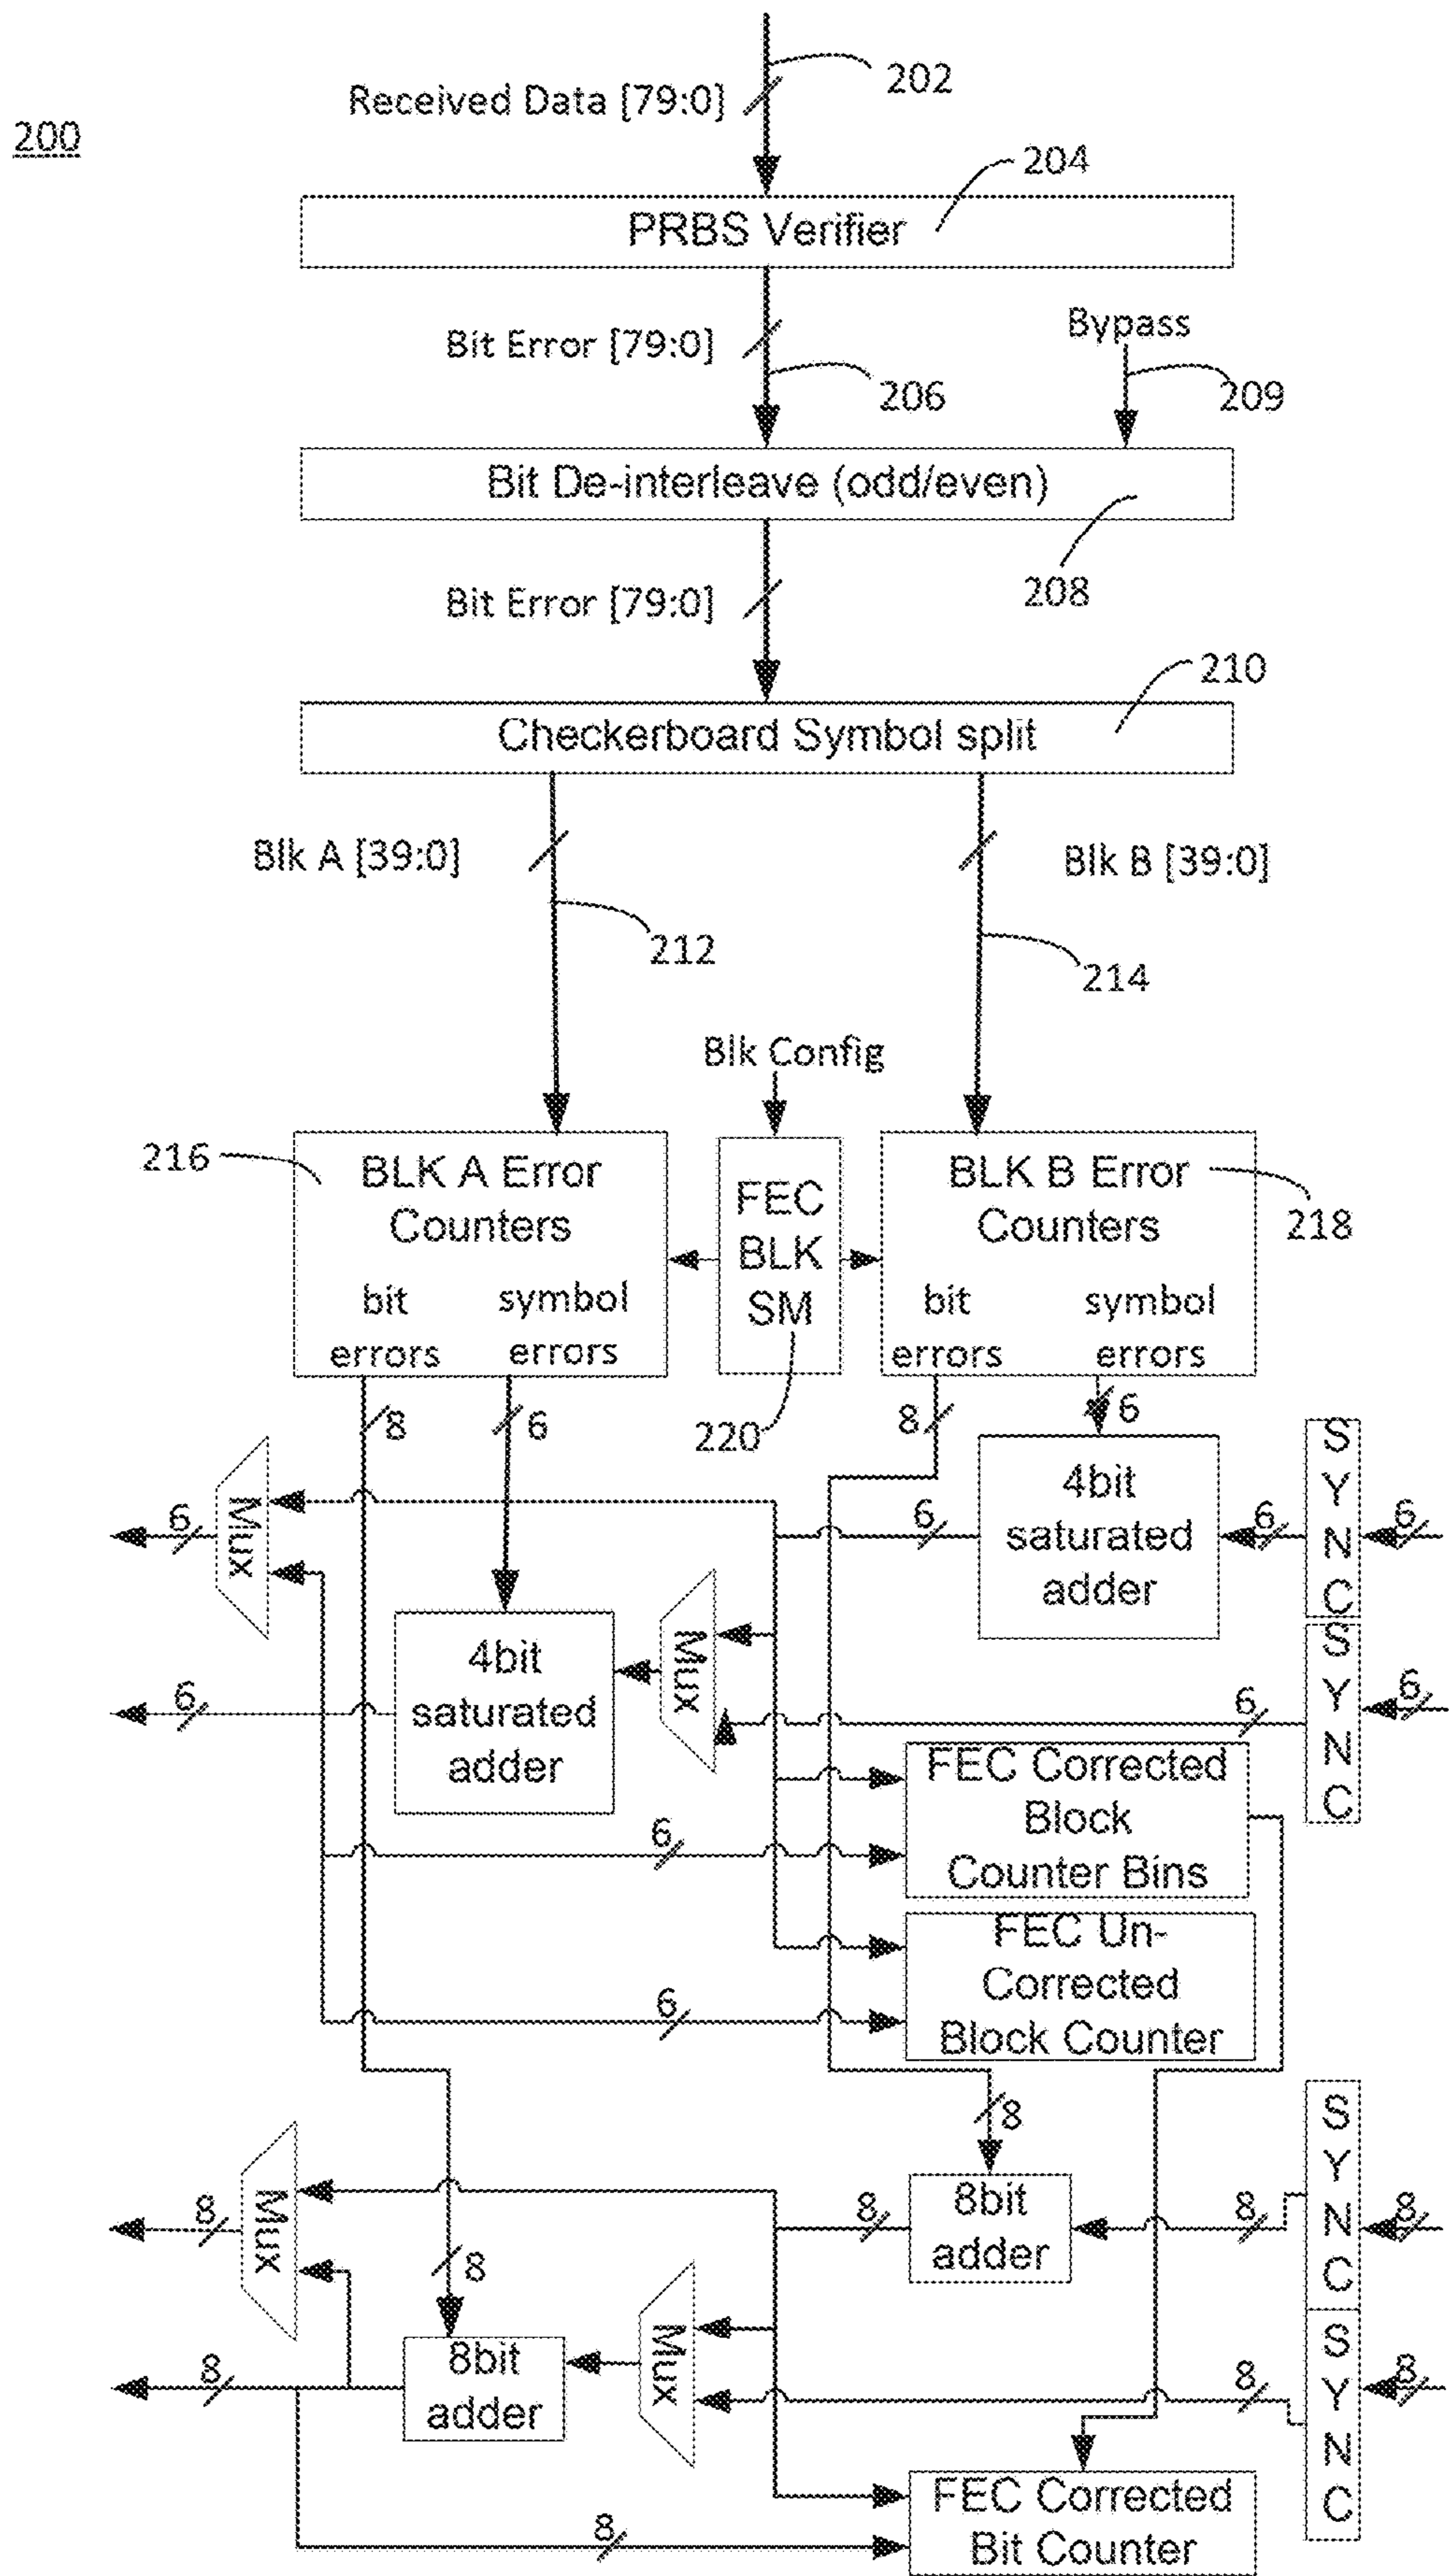 202
Received Data [79:0]
200
204
PRBS Verifier
Bypass
Bit Error [79:0]
206
209
Bit De-interleave (odd/even)
208
Bit Error [79:0]
210
Checkerboard Symbol split
Blk A [39:0]
Blk B [39:0]
212
214
Blk Config
216
BLK A Error
Counters
bit
errors
symbol
errors
FEC
BLK
SM
220
BLK B Error
Counters
218
bit
errors
symbol
errors
8
6
8
6
SYNC
4bit
saturated
adder
6
6
6
6
Mux
SYNC
4bit
saturated
adder
Mux
6
6
6
FEC Corrected
Block
Counter Bins
6
FEC Un-
Corrected
Block Counter
6
8
SYNC
8bit
adder
8
8
8
8
Mux
8
SYNC
8bit
adder
Mux
8
8
8
FEC Corrected
Bit Counter
8